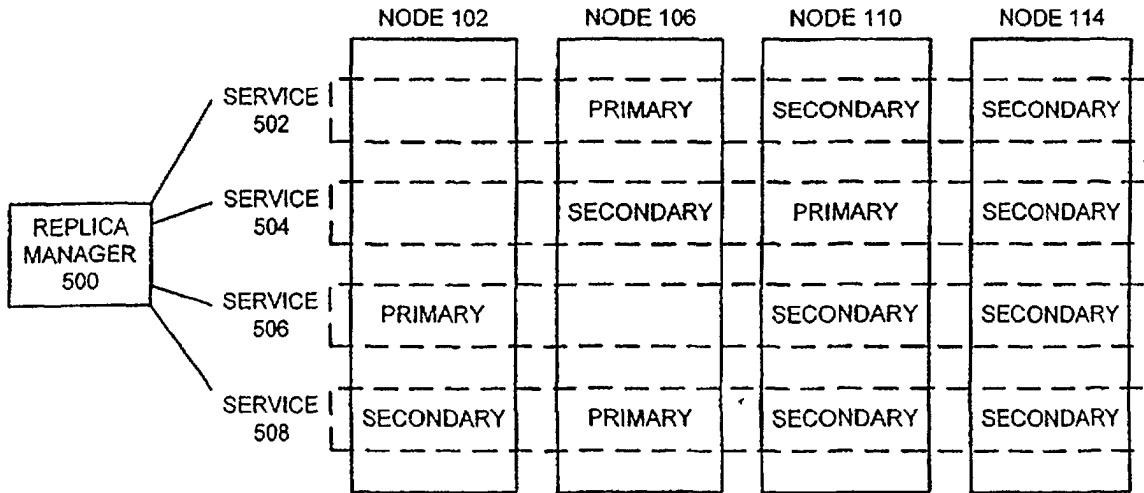 NODE 102 NODE 106 NODE 110 NODE 114
SERVICE
502
PRIMARY SECONDARY SECONDARY
REPLICA
MANAGER
500
SERVICE
504
SECONDARY PRIMARY SECONDARY
SERVICE
506
PRIMARY SECONDARY SECONDARY
SERVICE
508
SECONDARY PRIMARY SECONDARY SECONDARY